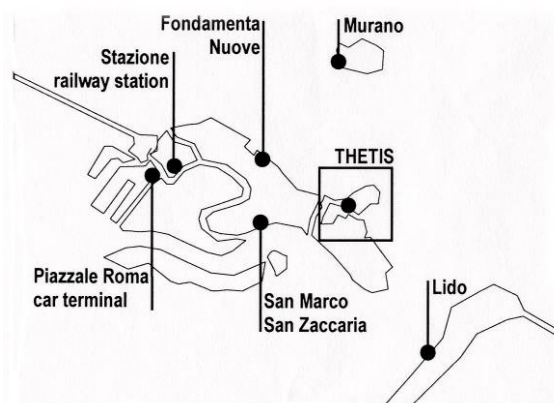 Fondamenta
Nuove
Murano
Stazione
railway station
THETIS
Piazzale Roma
car terminal
San Marco
San Zaccaria
Lido